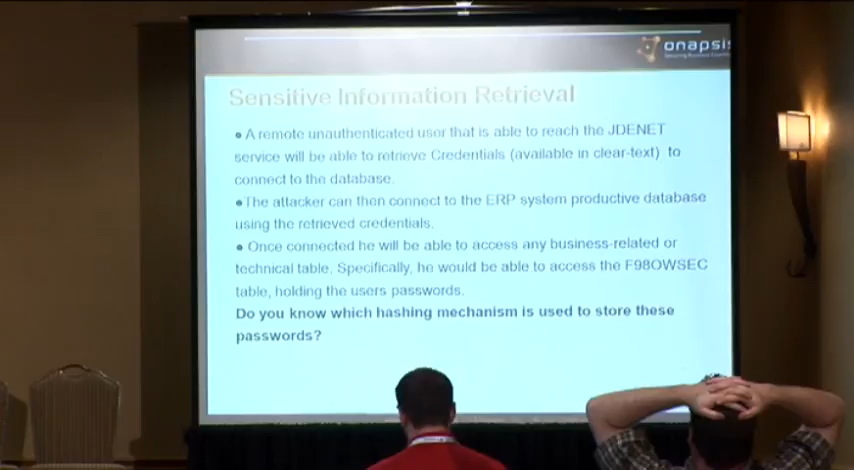 onapsis
Sensitive Information Retrieval
● A remote unauthenticated user that is able to reach the JDENET
service will be able to retrieve Credentials (available in clear-text) to
connect to the database.
● The attacker can then connect to the ERP system productive database
using the retrieved credentials.
● Once connected he will be able to access any business-related or
technical table. Specifically, he would be able to access the F98OWSEC
table, holding the users passwords.
Do you know which hashing mechanism is used to store these
passwords?